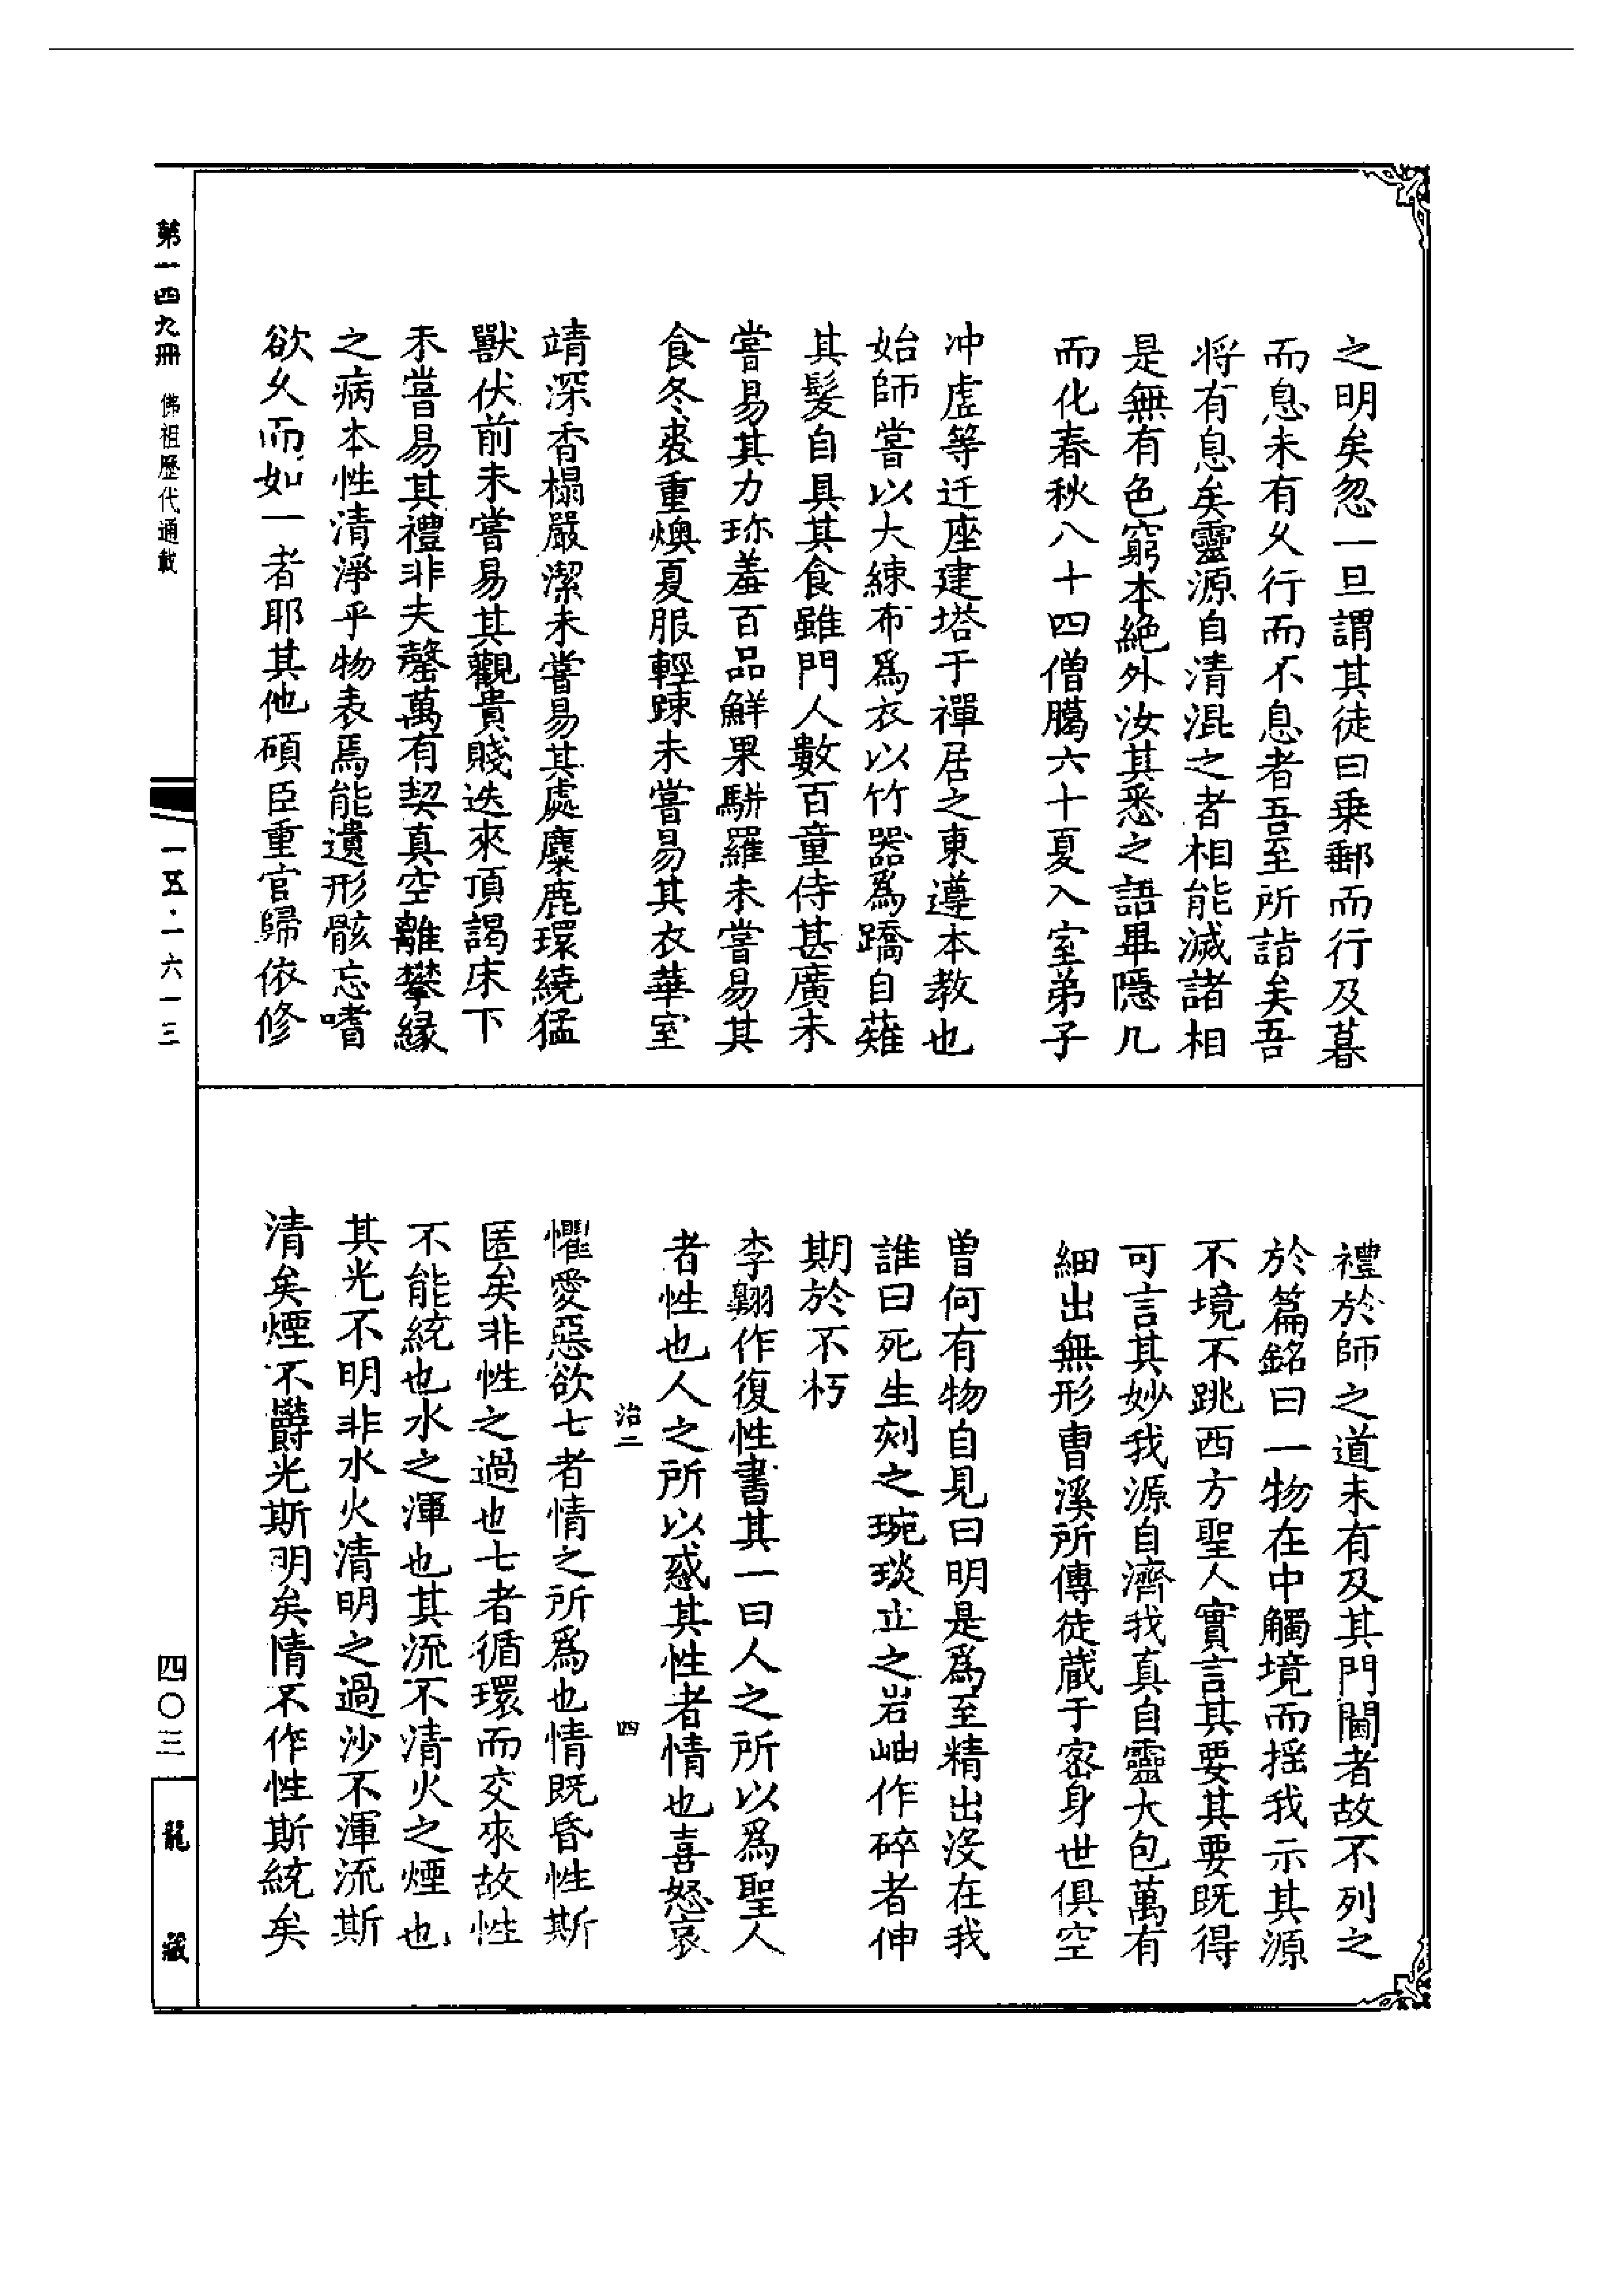 之明矣忽一旦謂其徒曰乗郵而行及暮
而息未有乆行而不息者吾至所詣矣吾
将有息矣靈源自清混之者相能滅諸相
是無有色窮本絶外汝其悉之語畢隱几
而化春秋八十四僧臈六十夏入室弟子
冲虚等迁座建塔于禪居之東遵本教也
始師嘗以大練布爲衣以竹器爲蹻自薙
其髮自具其食雖門人數百童侍甚廣未
嘗易其力珎羞百品鮮果駢羅未嘗易其
食冬裘重燠夏服輕踈未嘗易其衣華室
靖深香榻嚴潔未嘗易其處麋鹿環繞猛
獸伏前未嘗易其觀貴賤迭來頂謁床下
未嘗易其禮非夫罄萬有契真空離攀縁
之病本性清淨乎物表焉能遺形骸忘嗜
欲乆而如一者耶其他碩臣重官歸依修
禮於師之道未有及其門閫者故不列之
於篇銘曰一物在中觸境而揺我示其源
不境不跳西方聖人實言其要其要既得
可言其妙我源自濟我真自靈大包萬有
細出無形曹溪所傳徒蔵于密身世俱空
曽何有物自見曰明是爲至精出没在我
誰曰死生刻之琬琰立之岩岫作碎者伸
期於不朽
李翶作復性書其一曰人之所以爲聖人
者性也人之所以惑其性者情也喜怒哀
治二 四
懼愛惡欲七者情之所爲也情既昏性斯
匿矣非性之過也七者循環而交來故性
不能統也水之渾也其流不清火之煙也
其光不明非水火清明之過沙不渾流斯
清矣煙不鬱光斯明矣情不作性斯統矣
第一四九冊 佛祖歷代通載
一五·一六一三
四〇三
龍藏